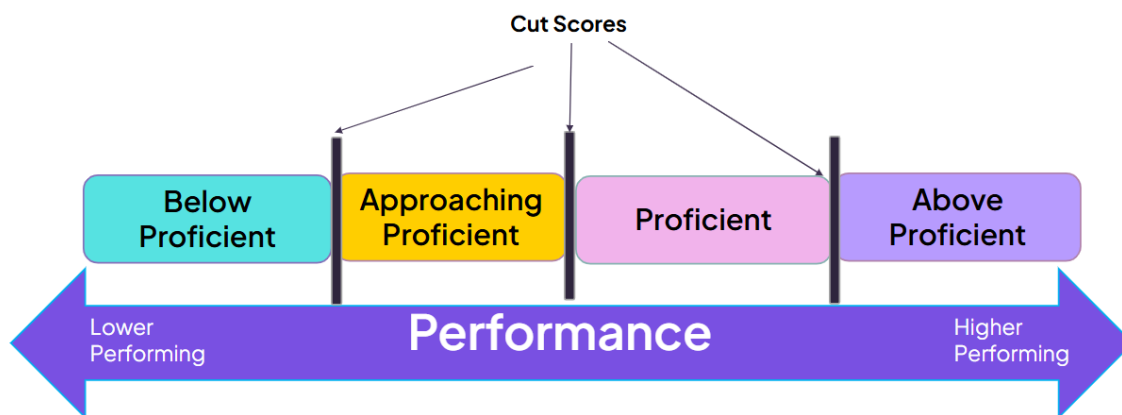 Cut Scores
Below
Proficient
Approaching
Proficient
Proficient
Above
Proficient
Lower
Performing
Performance
Higher
Performing